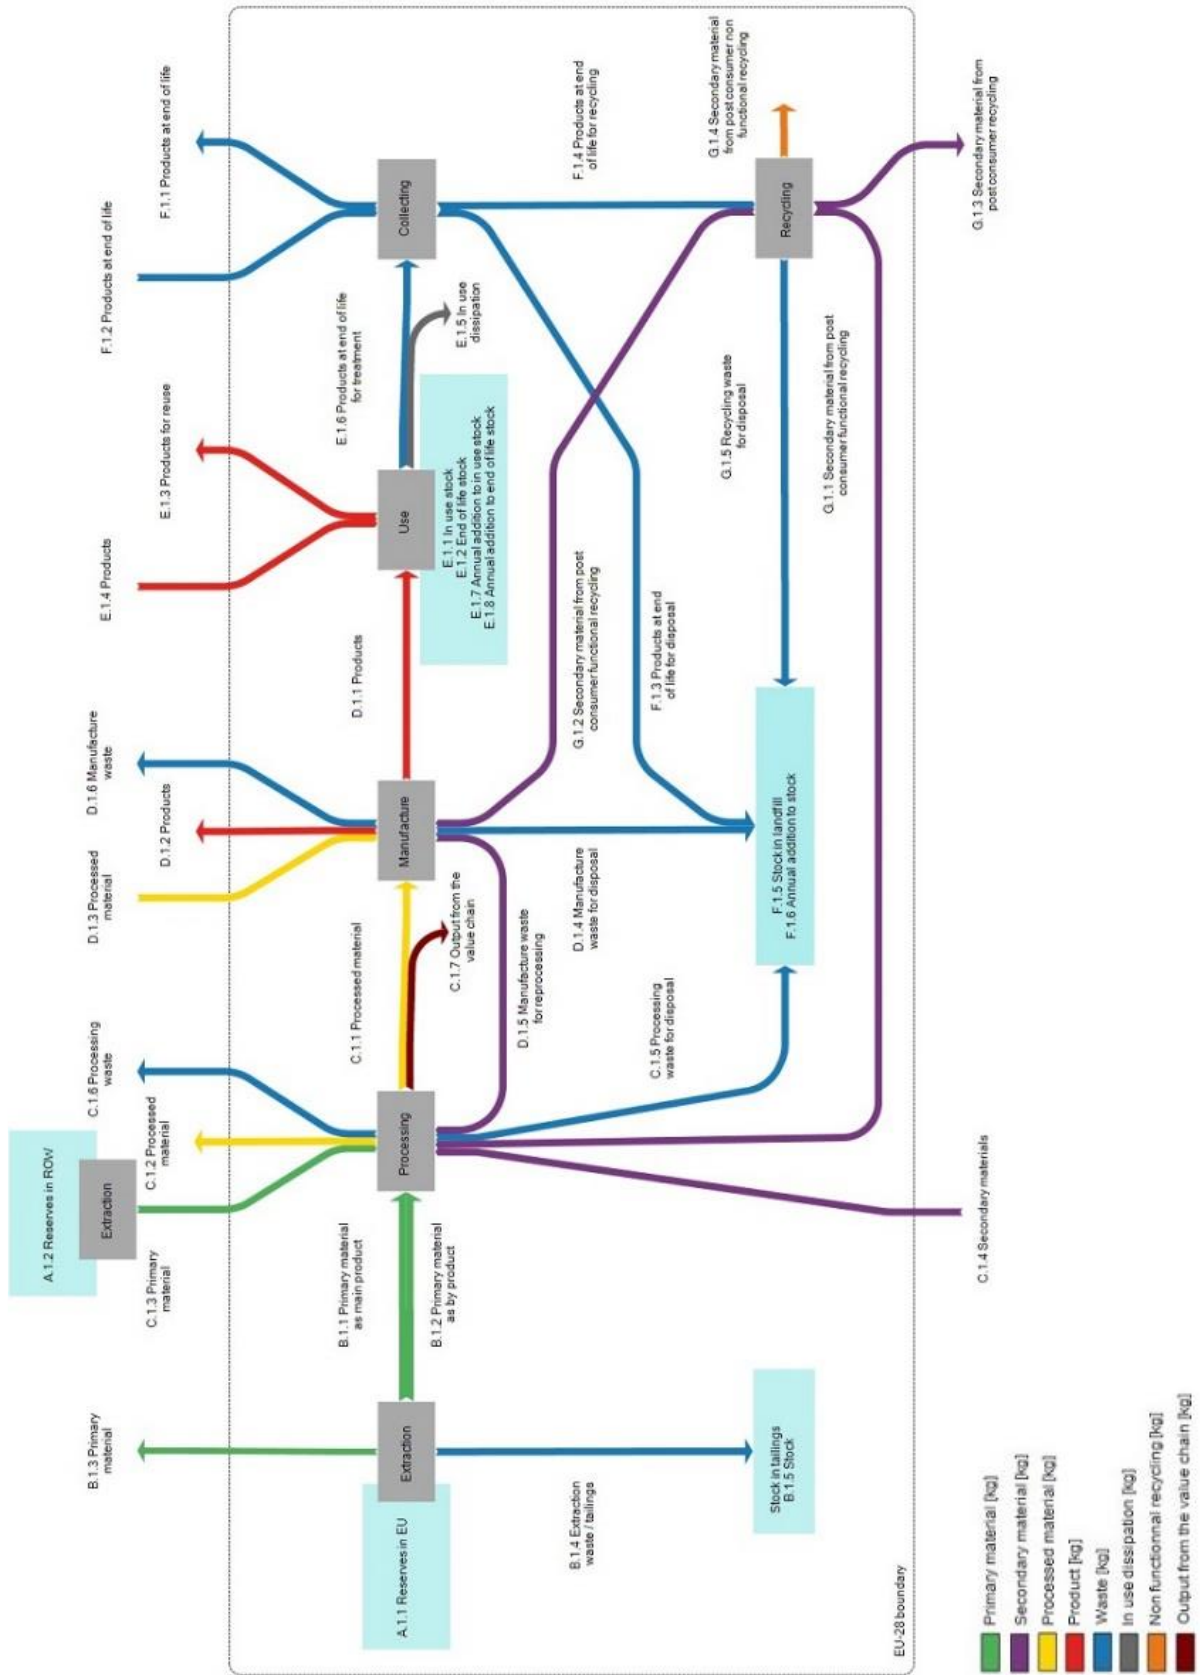 A.1.2 Reserves in ROW
Extraction
B.1.3 Primary
material
C.1.3 Primary
material
C.1.2 Processed
material
C.1.6 Processing
waste
D.1.3 Processed
material
D.1.2 Products
D.1.6 Manufacture
waste
E.1.4 Products
E.1.3 Products for reuse
F.1.2 Products at end of life
F.1.1 Products at end of life
A.1.1 Reserves in EU
Extraction
B.1.1 Primary material
as main product
B.1.2 Primary material
as by product
Processing
C.1.1 Processed material
C.1.7 Output from the
value chain
Manufacture
D.1.1 Products
Use
E.1.1 In use stock
E.1.2 End of life stock
E.1.7 Annual addition to in use stock
E.1.8 Annual addition to end of life stock
E.1.6 Products at end of life
for treatment
E.1.5 In use
dissipation
Collecting
B.1.4 Extraction
waste / tailings
D.1.5 Manufacture waste
for reprocessing
D.1.4 Manufacture
waste for disposal
C.1.5 Processing
waste for disposal
G.1.2 Secondary material from post
consumer functional recycling
F.1.3 Products at end
of life for disposal
F.1.4 Products at end
of life for recycling
G.1.5 Recycling waste
for disposal
G.1.4 Secondary material
from post consumer non
functional recycling
Stock in tailings
B.1.5 Stock
F.1.5 Stock in landfill
F.1.6 Annual addition to stock
Recycling
G.1.1 Secondary material from post
consumer functional recycling
EU-28 boundary
C.1.4 Secondary materials
G.1.3 Secondary material from
post consumer recycling
Primary material [kg]
Secondary material [kg]
Processed material [kg]
Product [kg]
Waste [kg]
In use dissipation [kg]
Non functionnal recycling [kg]
Output from the value chain [kg]